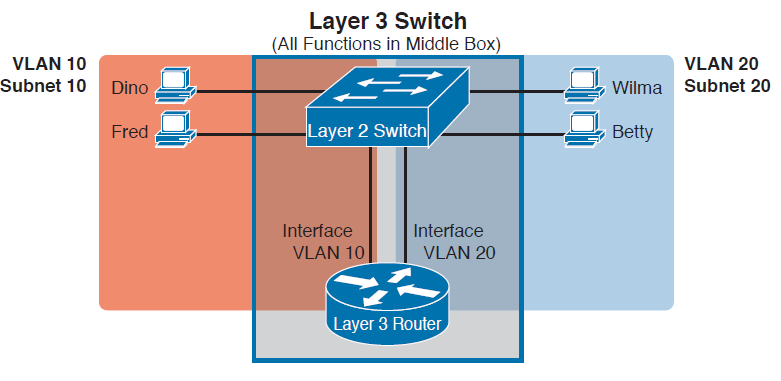 Layer 3 Switch
(All Functions in Middle Box)
VLAN 10
Subnet 10
VLAN 20
Subnet 20
Dino
Wilma
Fred
Layer 2 Switch
Betty
Interface
VLAN 10
Interface
VLAN 20
Layer 3 Router